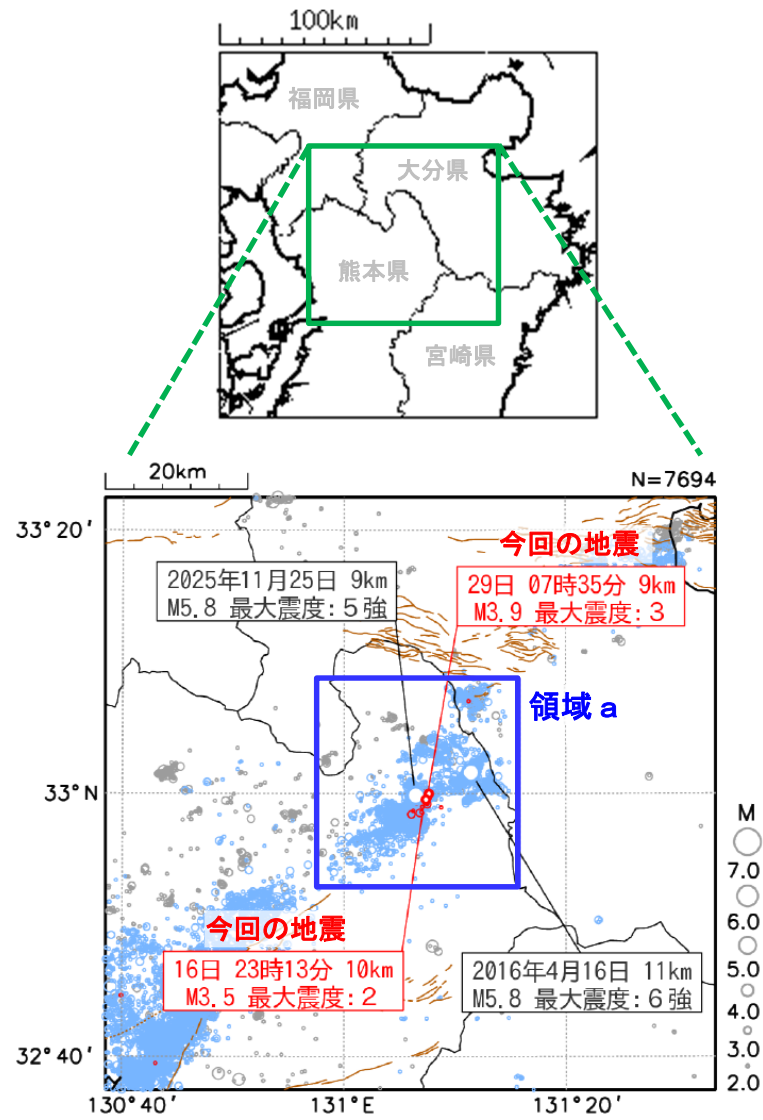 100km
福岡県
大分県
熊本県
宮崎県
20km
N=7694
33°20′
今回の地震
2025年11月25日 9km
M5.8 最大震度:5強
29日 07時35分 9km
M3.9 最大震度:3
領域a
33°N
M
7.0
6.0
5.0
4.0
3.0
2.0
今回の地震
16日 23時13分 10km
M3.5 最大震度:2
2016年4月16日 11km
M5.8 最大震度:6強
32°40′
130°40′
131°E
131°20′